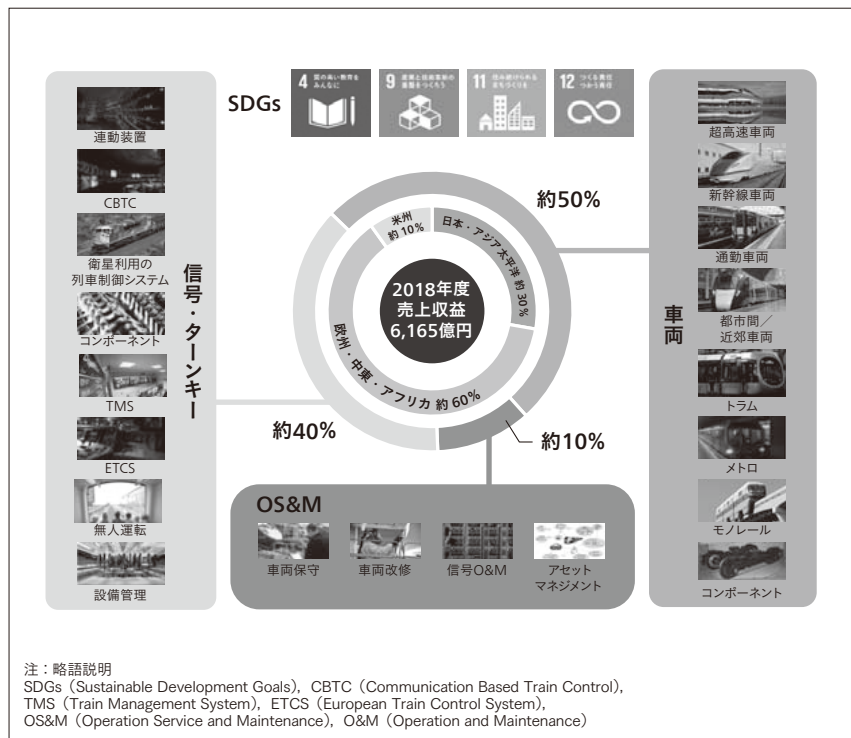 SDGs
4 質の高い教育を
みんなに
9 産業と技術革新の
基盤をつくろう
11 住み続けられる
まちづくりを
12 つくる責任
つかう責任
連動装置
CBTC
衛星利用の
列車制御システム
コンポーネント
TMS
ETCS
無人運転
設備管理
信号・ターンキー
約50%
米州
約10%
日本・アジア太平洋 約30%
2018年度
売上収益
6,165億円
欧州・中東・アフリカ 約60%
約40%
約10%
OS&M
車両保守
車両改修
信号O&M
アセット
マネジメント
車両
超高速車両
新幹線車両
通勤車両
都市間／
近郊車両
トラム
メトロ
モノレール
コンポーネント
注：略語説明
SDGs（Sustainable Development Goals），CBTC（Communication Based Train Control），
TMS（Train Management System），ETCS（European Train Control System），
OS&M（Operation Service and Maintenance），O&M（Operation and Maintenance）